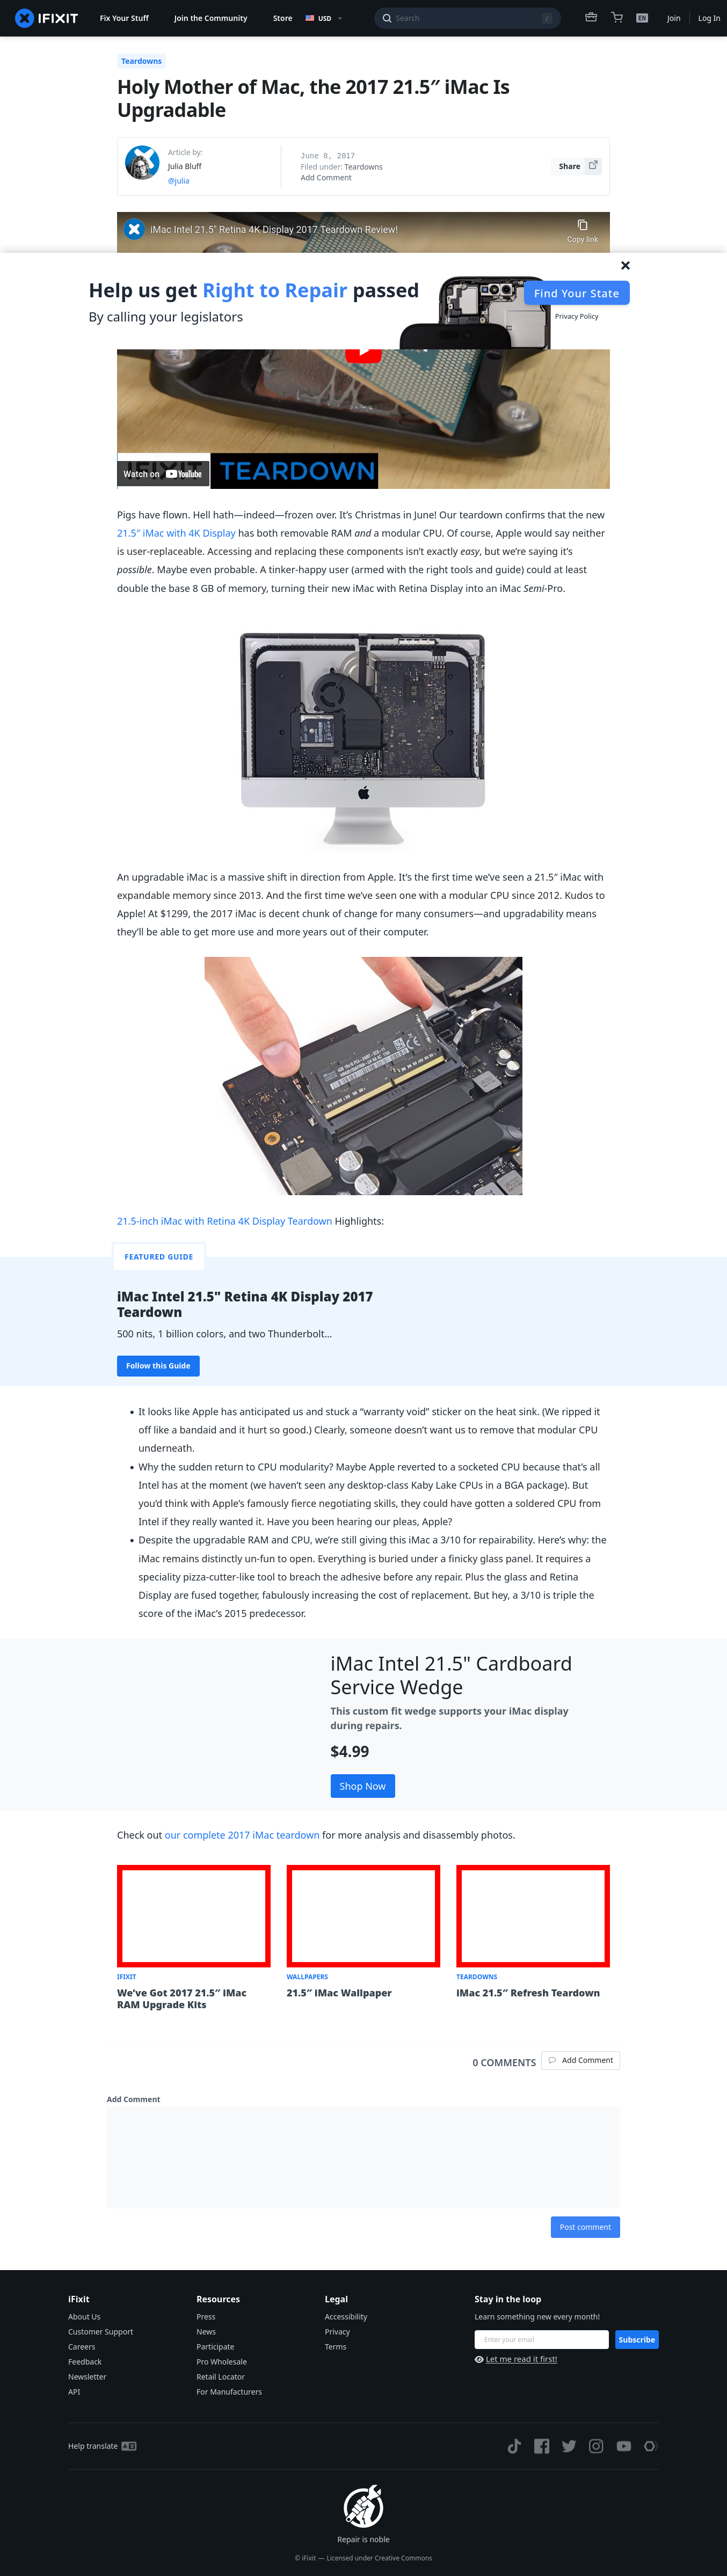 IFIXIT
Fix Your Stuff
Join the Community
Store
USD
Search
/
EN
Join
Log In
Teardowns
Holy Mother of Mac, the 2017 21.5″ iMac Is
Upgradable
Article by:
Julia Bluff
@julia
June 8, 2017
Filed under: Teardowns
Add Comment
Share
iMac Intel 21.5" Retina 4K Display 2017 Teardown Review!
Copy link
Help us get Right to Repair passed
By calling your legislators
Find Your State
Privacy Policy
IFIXIT TEARDOWN
Watch on YouTube
Pigs have flown. Hell hath—indeed—frozen over. It’s Christmas in June! Our teardown confirms that the new
21.5″ iMac with 4K Display has both removable RAM and a modular CPU. Of course, Apple would say neither
is user-replaceable. Accessing and replacing these components isn’t exactly easy, but we’re saying it’s
possible. Maybe even probable. A tinker-happy user (armed with the right tools and guide) could at least
double the base 8 GB of memory, turning their new iMac with Retina Display into an iMac Semi-Pro.
An upgradable iMac is a massive shift in direction from Apple. It’s the first time we’ve seen a 21.5″ iMac with
expandable memory since 2013. And the first time we’ve seen one with a modular CPU since 2012. Kudos to
Apple! At $1299, the 2017 iMac is decent chunk of change for many consumers—and upgradability means
they’ll be able to get more use and more years out of their computer.
21.5-inch iMac with Retina 4K Display Teardown Highlights:
FEATURED GUIDE
iMac Intel 21.5" Retina 4K Display 2017
Teardown
500 nits, 1 billion colors, and two Thunderbolt...
Follow this Guide
• It looks like Apple has anticipated us and stuck a “warranty void” sticker on the heat sink. (We ripped it
off like a bandaid and it hurt so good.) Clearly, someone doesn’t want us to remove that modular CPU
underneath.
• Why the sudden return to CPU modularity? Maybe Apple reverted to a socketed CPU because that’s all
Intel has at the moment (we haven’t seen any desktop-class Kaby Lake CPUs in a BGA package). But
you’d think with Apple’s famously fierce negotiating skills, they could have gotten a soldered CPU from
Intel if they really wanted it. Have you been hearing our pleas, Apple?
• Despite the upgradable RAM and CPU, we’re still giving this iMac a 3/10 for repairability. Here’s why: the
iMac remains distinctly un-fun to open. Everything is buried under a finicky glass panel. It requires a
speciality pizza-cutter-like tool to breach the adhesive before any repair. Plus the glass and Retina
Display are fused together, fabulously increasing the cost of replacement. But hey, a 3/10 is triple the
score of the iMac’s 2015 predecessor.
iMac Intel 21.5" Cardboard
Service Wedge
This custom fit wedge supports your iMac display
during repairs.
$4.99
Shop Now
Check out our complete 2017 iMac teardown for more analysis and disassembly photos.
IFIXIT
We’ve Got 2017 21.5″ iMac
RAM Upgrade Kits
WALLPAPERS
21.5″ iMac Wallpaper
TEARDOWNS
iMac 21.5″ Refresh Teardown
0 COMMENTS
Add Comment
Add Comment
Post comment
iFixit
About Us
Customer Support
Careers
Feedback
Newsletter
API
Resources
Press
News
Participate
Pro Wholesale
Retail Locator
For Manufacturers
Legal
Accessibility
Privacy
Terms
Stay in the loop
Learn something new every month!
Enter your email
Subscribe
Let me read it first!
Help translate
Repair is noble
© iFixit — Licensed under Creative Commons